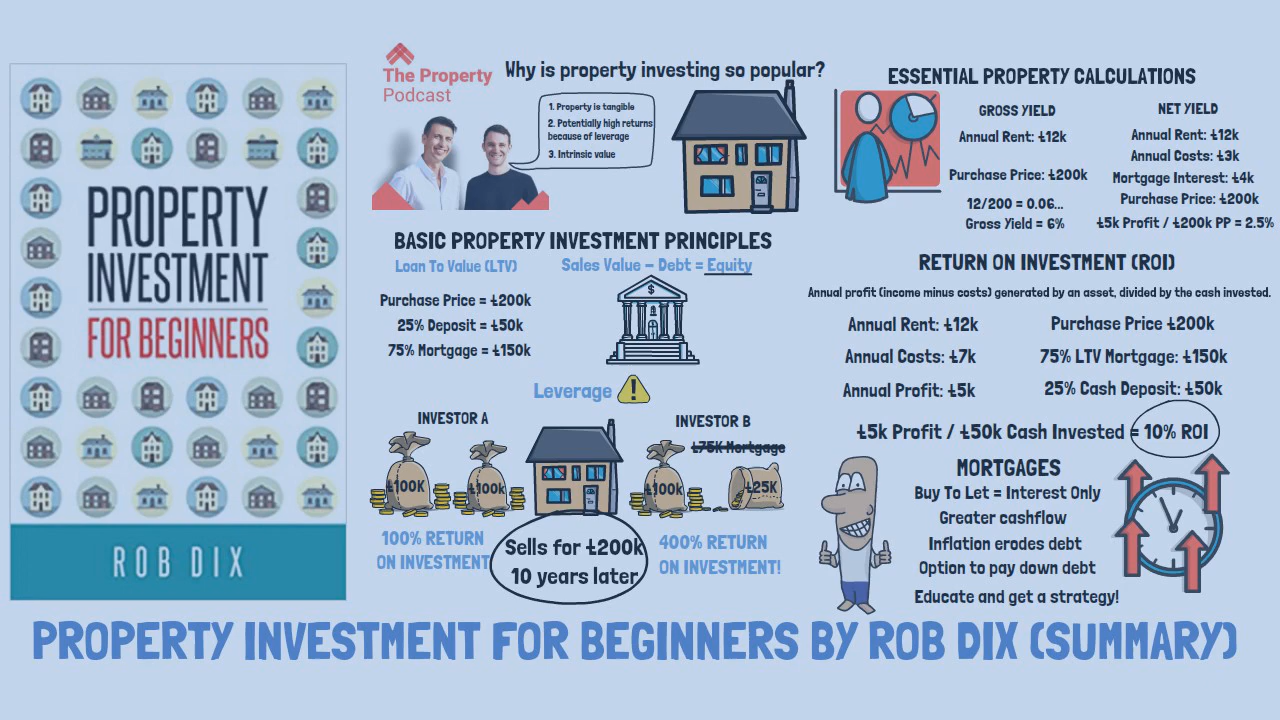 PROPERTY
INVESTMENT
FOR BEGINNERS
ROB DIX
The Property
Podcast
Why is property investing so popular?
1. Property is tangible
2. Potentially high returns
because of leverage
3. Intrinsic value
BASIC PROPERTY INVESTMENT PRINCIPLES
Loan To Value (LTV)
Sales Value - Debt = Equity
Purchase Price = £200k
25% Deposit = £50k
75% Mortgage = £150k
$
Leverage
!
INVESTOR A
£100K
£100k
INVESTOR B
£75K Mortgage
£100K
£25K
100% RETURN
ON INVESTMENT
Sells for £200k
10 years later
400% RETURN
ON INVESTMENT!
ESSENTIAL PROPERTY CALCULATIONS
GROSS YIELD
Annual Rent: £12k
Purchase Price: £200k
12/200 = 0.06...
Gross Yield = 6%
NET YIELD
Annual Rent: £12k
Annual Costs: £3k
Mortgage Interest: £4k
Purchase Price: £200k
£5k Profit / £200k PP = 2.5%
RETURN ON INVESTMENT (ROI)
Annual profit (income minus costs) generated by an asset, divided by the cash invested.
Annual Rent: £12k
Annual Costs: £7k
Annual Profit: £5k
Purchase Price £200k
75% LTV Mortgage: £150k
25% Cash Deposit: £50k
£5k Profit / £50k Cash Invested = 10% ROI
MORTGAGES
Buy To Let = Interest Only
Greater cashflow
Inflation erodes debt
Option to pay down debt
Educate and get a strategy!
PROPERTY INVESTMENT FOR BEGINNERS BY ROB DIX (SUMMARY)